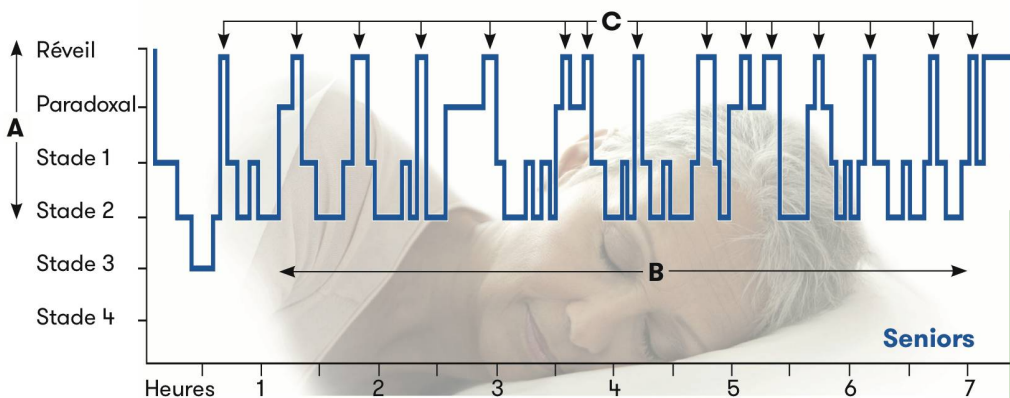 C
Réveil
Paradoxal
A
Stade 1
Stade 2
Stade 3
B
Stade 4
Seniors
Heures 1 2 3 4 5 6 7